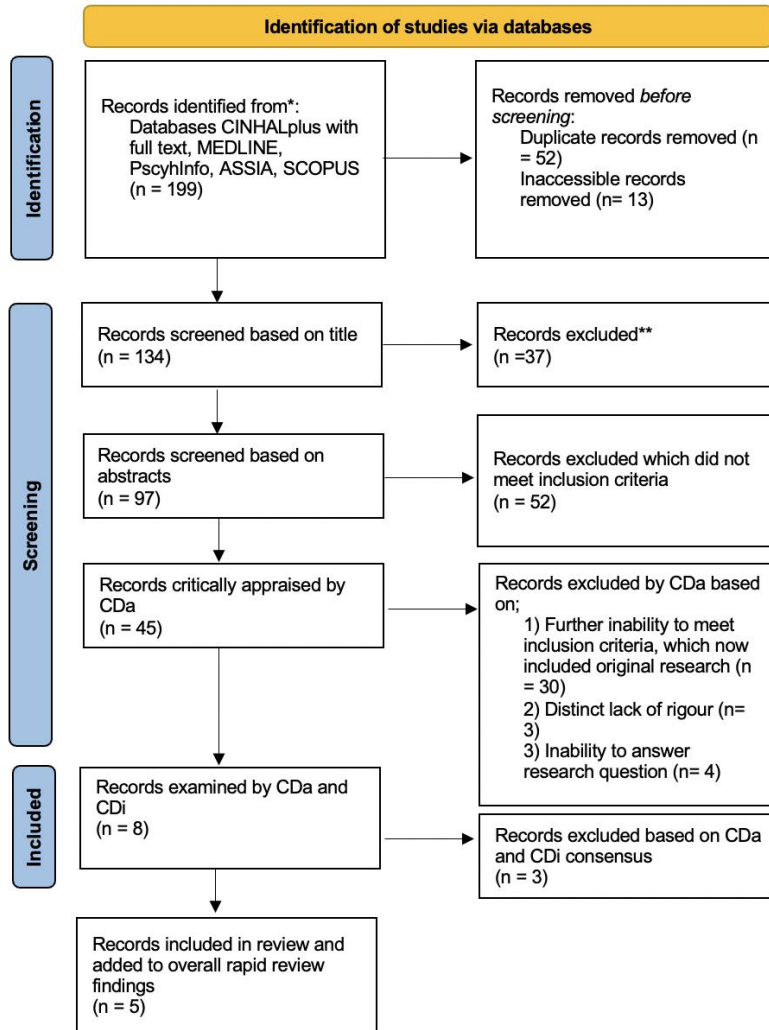 Identification of studies via databases
Identification
Records identified from*:
Databases CINHALplus with
full text, MEDLINE,
PscyhInfo, ASSIA, SCOPUS
(n = 199)
Records removed before
screening:
Duplicate records removed (n
= 52)
Inaccessible records
removed (n= 13)
Screening
Records screened based on title
(n = 134)
Records excluded**
(n =37)
Records screened based on
abstracts
(n = 97)
Records excluded which did not
meet inclusion criteria
(n = 52)
Records critically appraised by
CDa
(n = 45)
Records excluded by CDa based
on;
1) Further inability to meet
inclusion criteria, which now
included original research (n
= 30)
2) Distinct lack of rigour (n=
3)
3) Inability to answer
research question (n= 4)
Included
Records examined by CDa and
CDi
(n = 8)
Records excluded based on CDa
and CDi consensus
(n = 3)
Records included in review and
added to overall rapid review
findings
(n = 5)